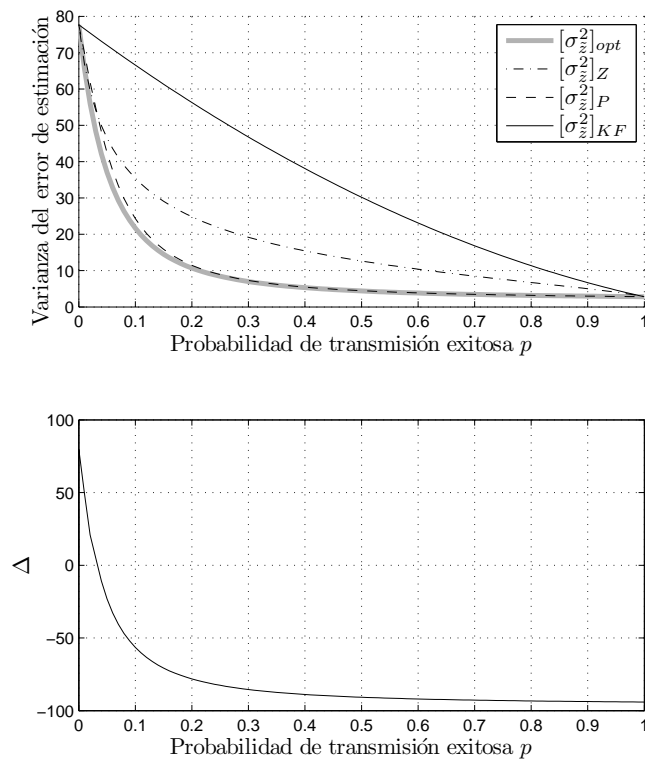 80
70
60
50
40
30
20
10
0
Varianza del error de estimación
[σ²_z̃]_opt
[σ²_z̃]_Z
[σ²_z̃]_P
[σ²_z̃]_KF
0 0.1 0.2 0.3 0.4 0.5 0.6 0.7 0.8 0.9 1
Probabilidad de transmisión exitosa p
100
50
0
−50
−100
Δ
0 0.1 0.2 0.3 0.4 0.5 0.6 0.7 0.8 0.9 1
Probabilidad de transmisión exitosa p